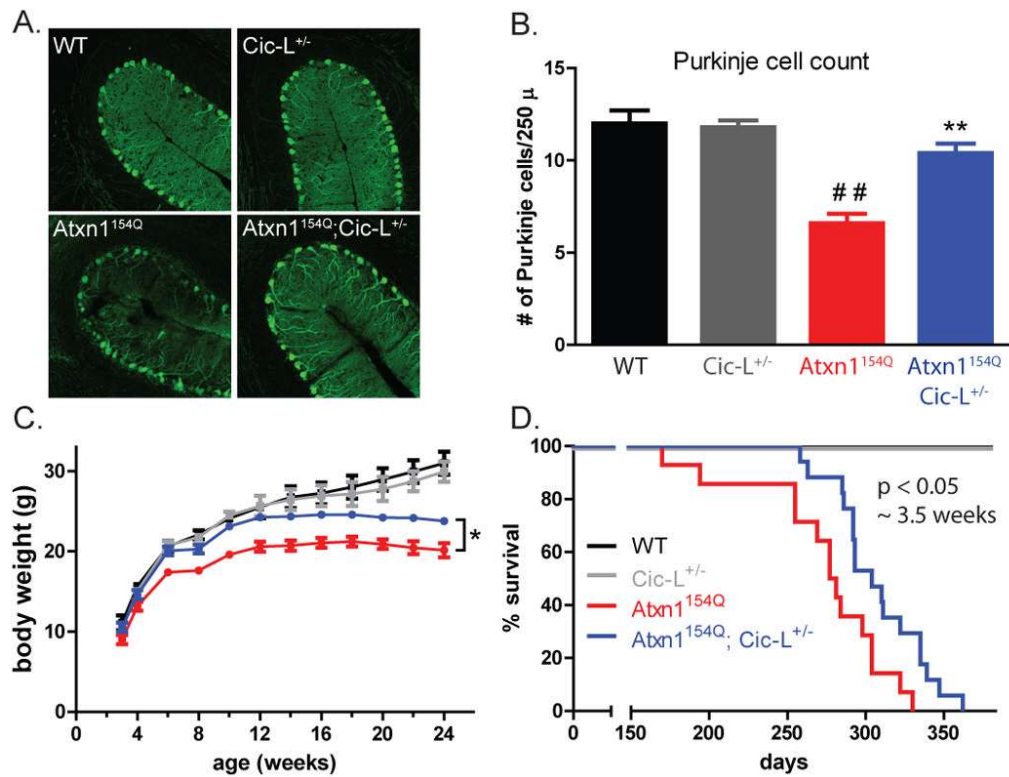 A.
WT
Cic-L+/-
Atxn1154Q
Atxn1154Q;Cic-L+/-
B.
Purkinje cell count
# of Purkinje cells/250 µ
15
10
5
0
##
**
WT
Cic-L+/-
Atxn1154Q
Atxn1154Q
Cic-L+/-
C.
body weight (g)
30
20
10
0
0 4 8 12 16 20 24
age (weeks)
*
D.
% survival
100
80
60
40
20
0
0 150 200 250 300 350
days
p < 0.05
~ 3.5 weeks
WT
Cic-L+/-
Atxn1154Q
Atxn1154Q; Cic-L+/-